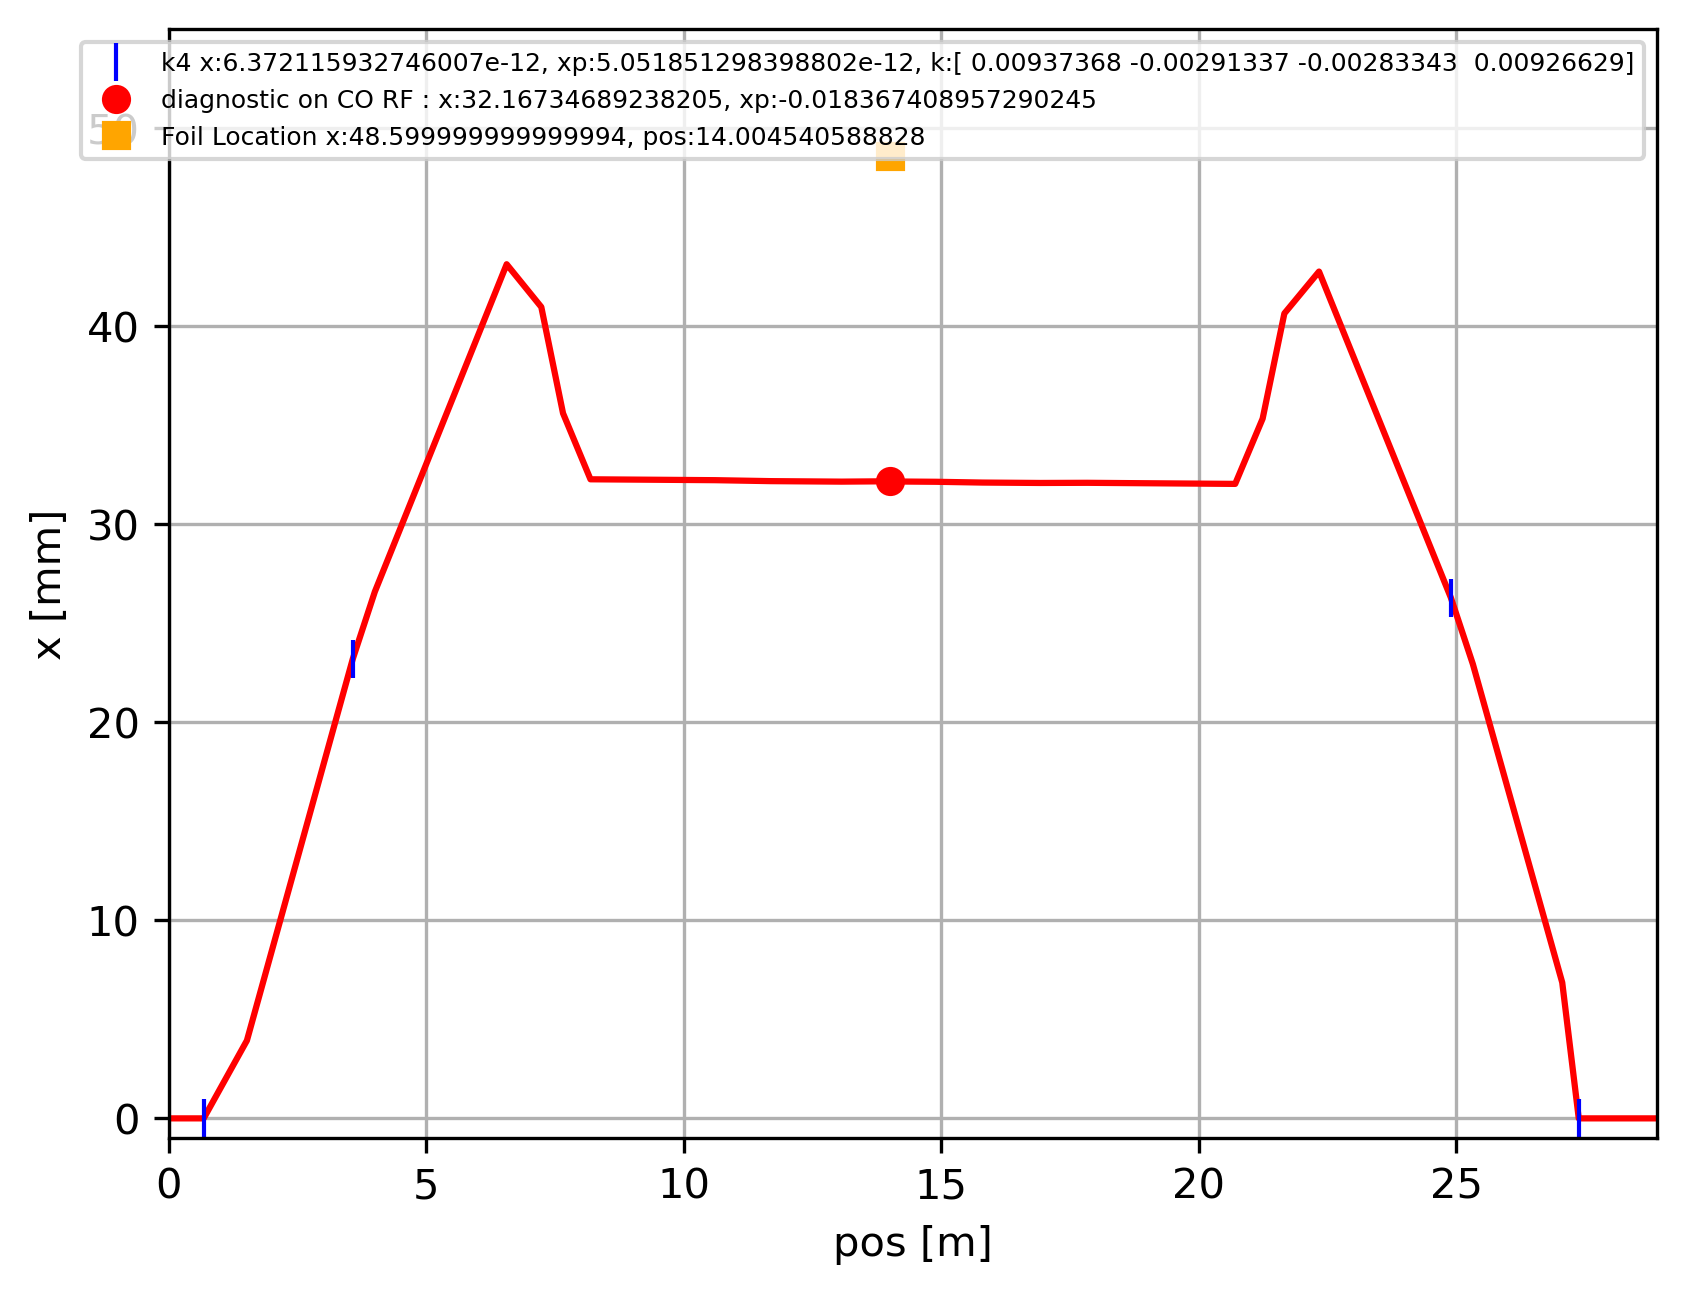 k4 x:6.372115932746007e-12, xp:5.051851298398802e-12, k:[ 0.00937368 -0.00291337 -0.00283343  0.00926629]
diagnostic on CO RF : x:32.16734689238205, xp:-0.018367408957290245
Foil Location x:48.599999999999994, pos:14.004540588828
50
40
30
20
10
0
x [mm]
0 5 10 15 20 25
pos [m]